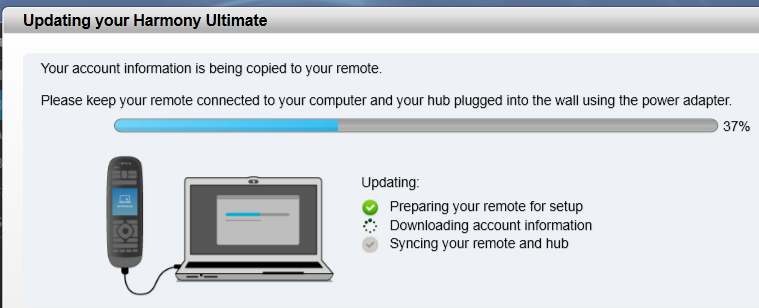 Updating your Harmony Ultimate
Your account information is being copied to your remote.
Please keep your remote connected to your computer and your hub plugged into the wall using the power adapter.
37%
Updating:
Preparing your remote for setup
Downloading account information
Syncing your remote and hub